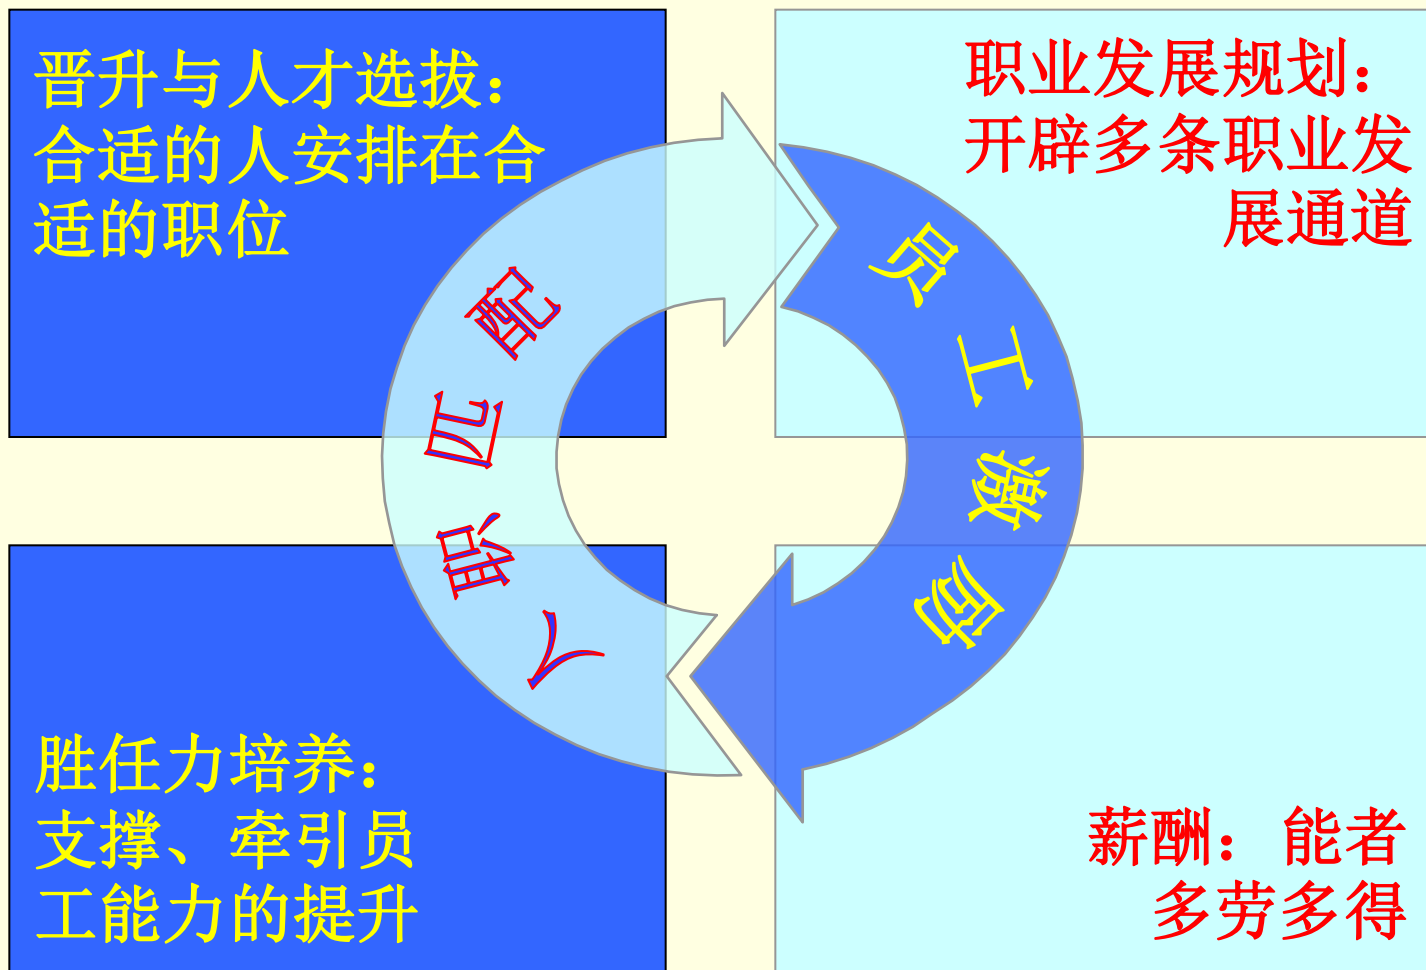 晋升与人才选拔：
合适的人安排在合
适的职位
职业发展规划：
开辟多条职业发
展通道
人职匹配
员工激励
胜任力培养：
支撑、牵引员
工能力的提升
薪酬：能者
多劳多得